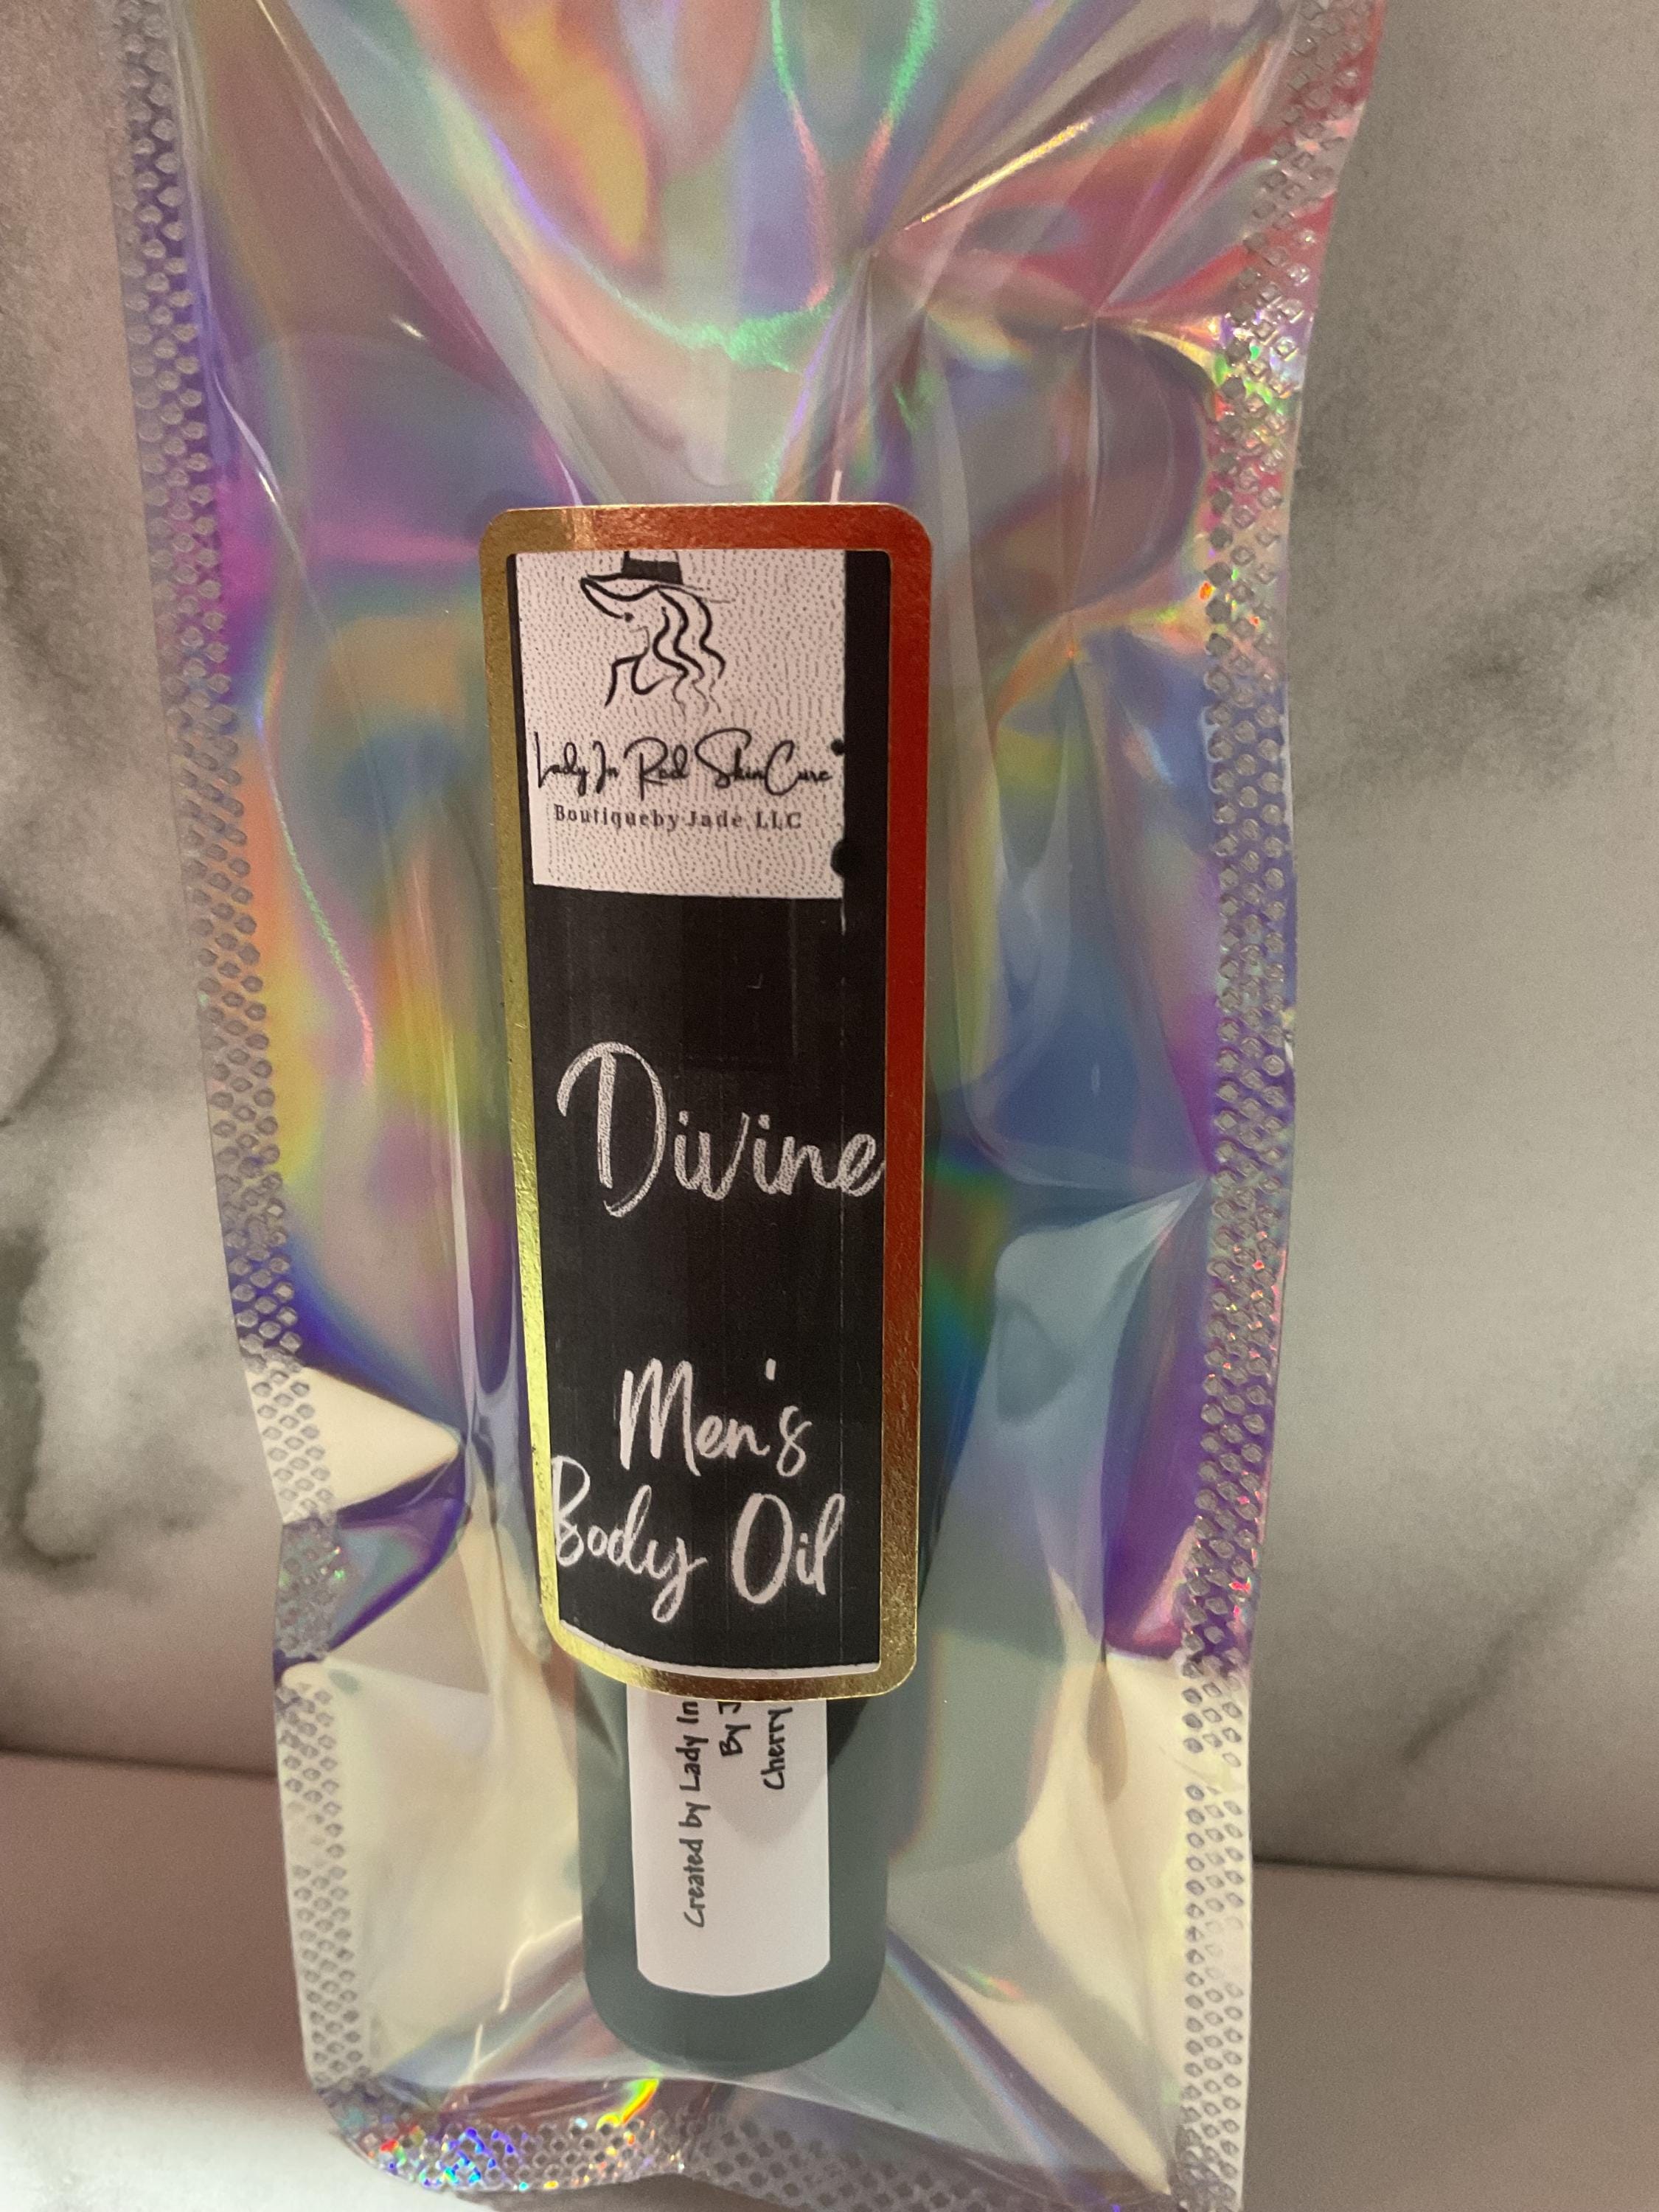 Lady In Red SkinCare
Boutiqueby Jade, LLC
Divine
Men's
Body Oil
Created by Lady In
By J
Cherry